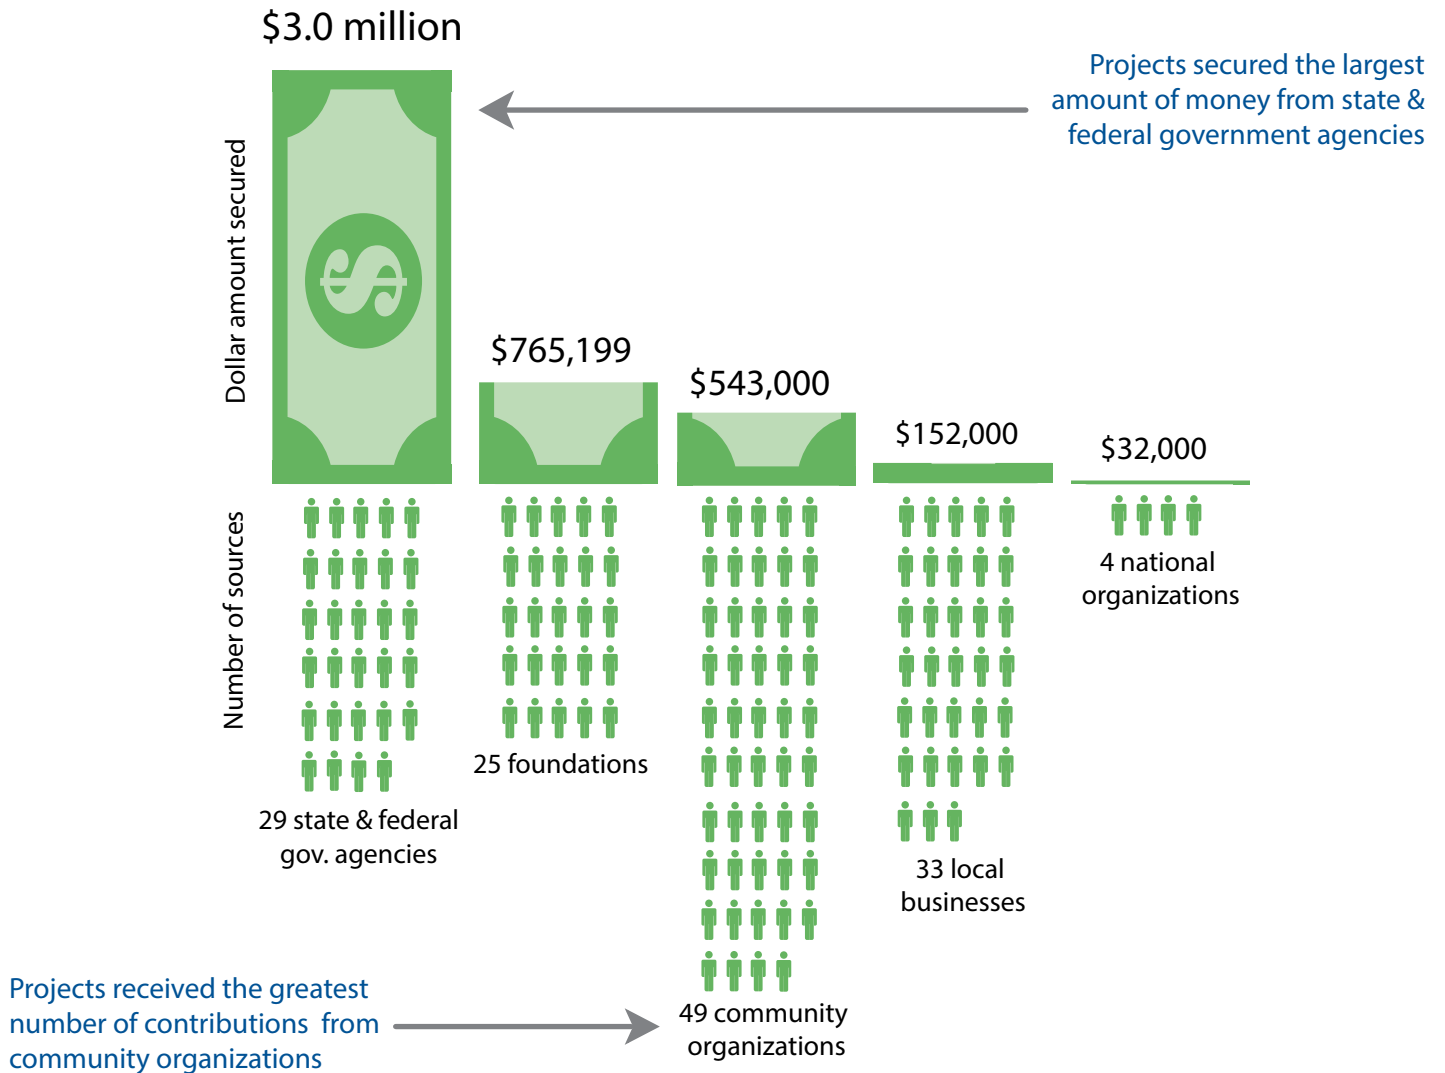 $3.0 million
Projects secured the largest
amount of money from state &
federal government agencies
Dollar amount secured
$
$765,199
$543,000
$152,000
$32,000
Number of sources
4 national
organizations
25 foundations
29 state & federal
gov. agencies
33 local
businesses
Projects received the greatest
number of contributions from
community organizations
49 community
organizations